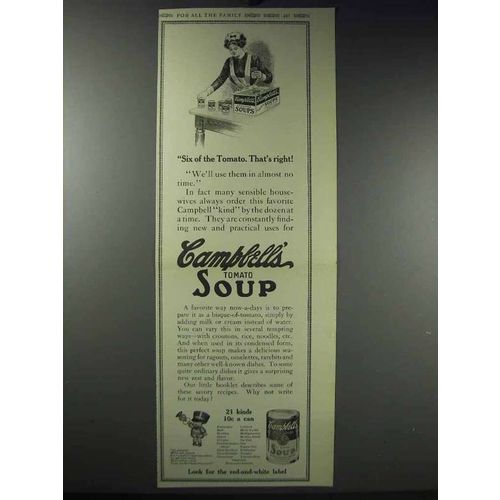 FOR ALL THE FAMILY
Campbell's Campbell's
SOUPS SOUPS
"Six of the Tomato. That's right!
"We'll use them in almost no
time."
In fact many sensible house-
wives always order this favorite
Campbell "kind" by the dozen at
a time. They are constantly find-
ing new and practical uses for
Campbell's
TOMATO
SOUP
A favorite way now-a-days is to pre-
pare it as a bisque-of-tomato, simply by
adding milk or cream instead of water.
You can vary this in several tempting
ways—with croutons, rice, noodles, etc.
And when used in its condensed form,
this perfect soup makes a delicious sea-
soning for ragouts, omelettes, rarebits and
many other well-known dishes. To some
quite ordinary dishes it gives a surprising
new zest and flavor.
Our little booklet describes some of
these savory recipes. Why not write
for it today?
21 kinds
10c a can
Campbell's
SOUP
Look for the red-and-white label